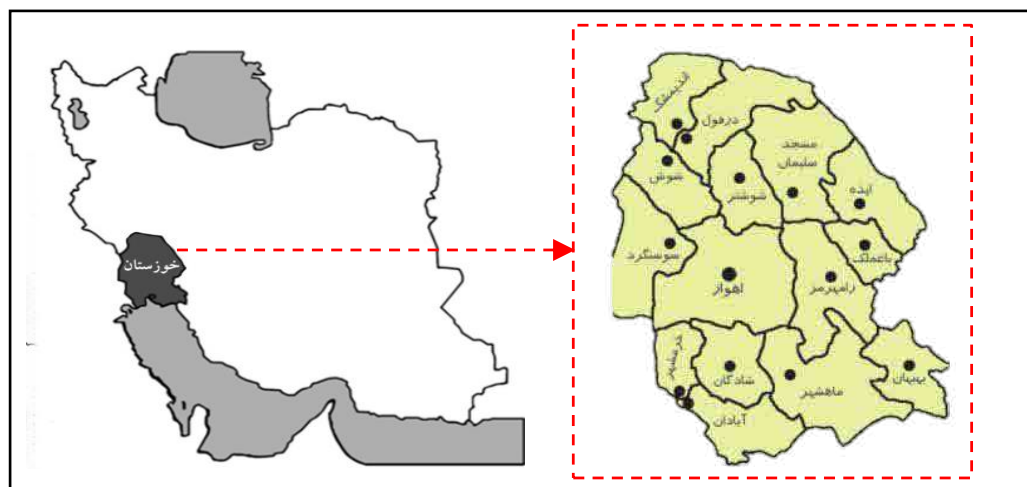 خوزستان
اندیمشک
دزفول
مسجد
سلیمان
شوش
شوشتر
ایذه
سوسنگرد
باغملک
اهواز
رامهرمز
خرمشهر
شادگان
ماهشهر
بهبهان
آبادان